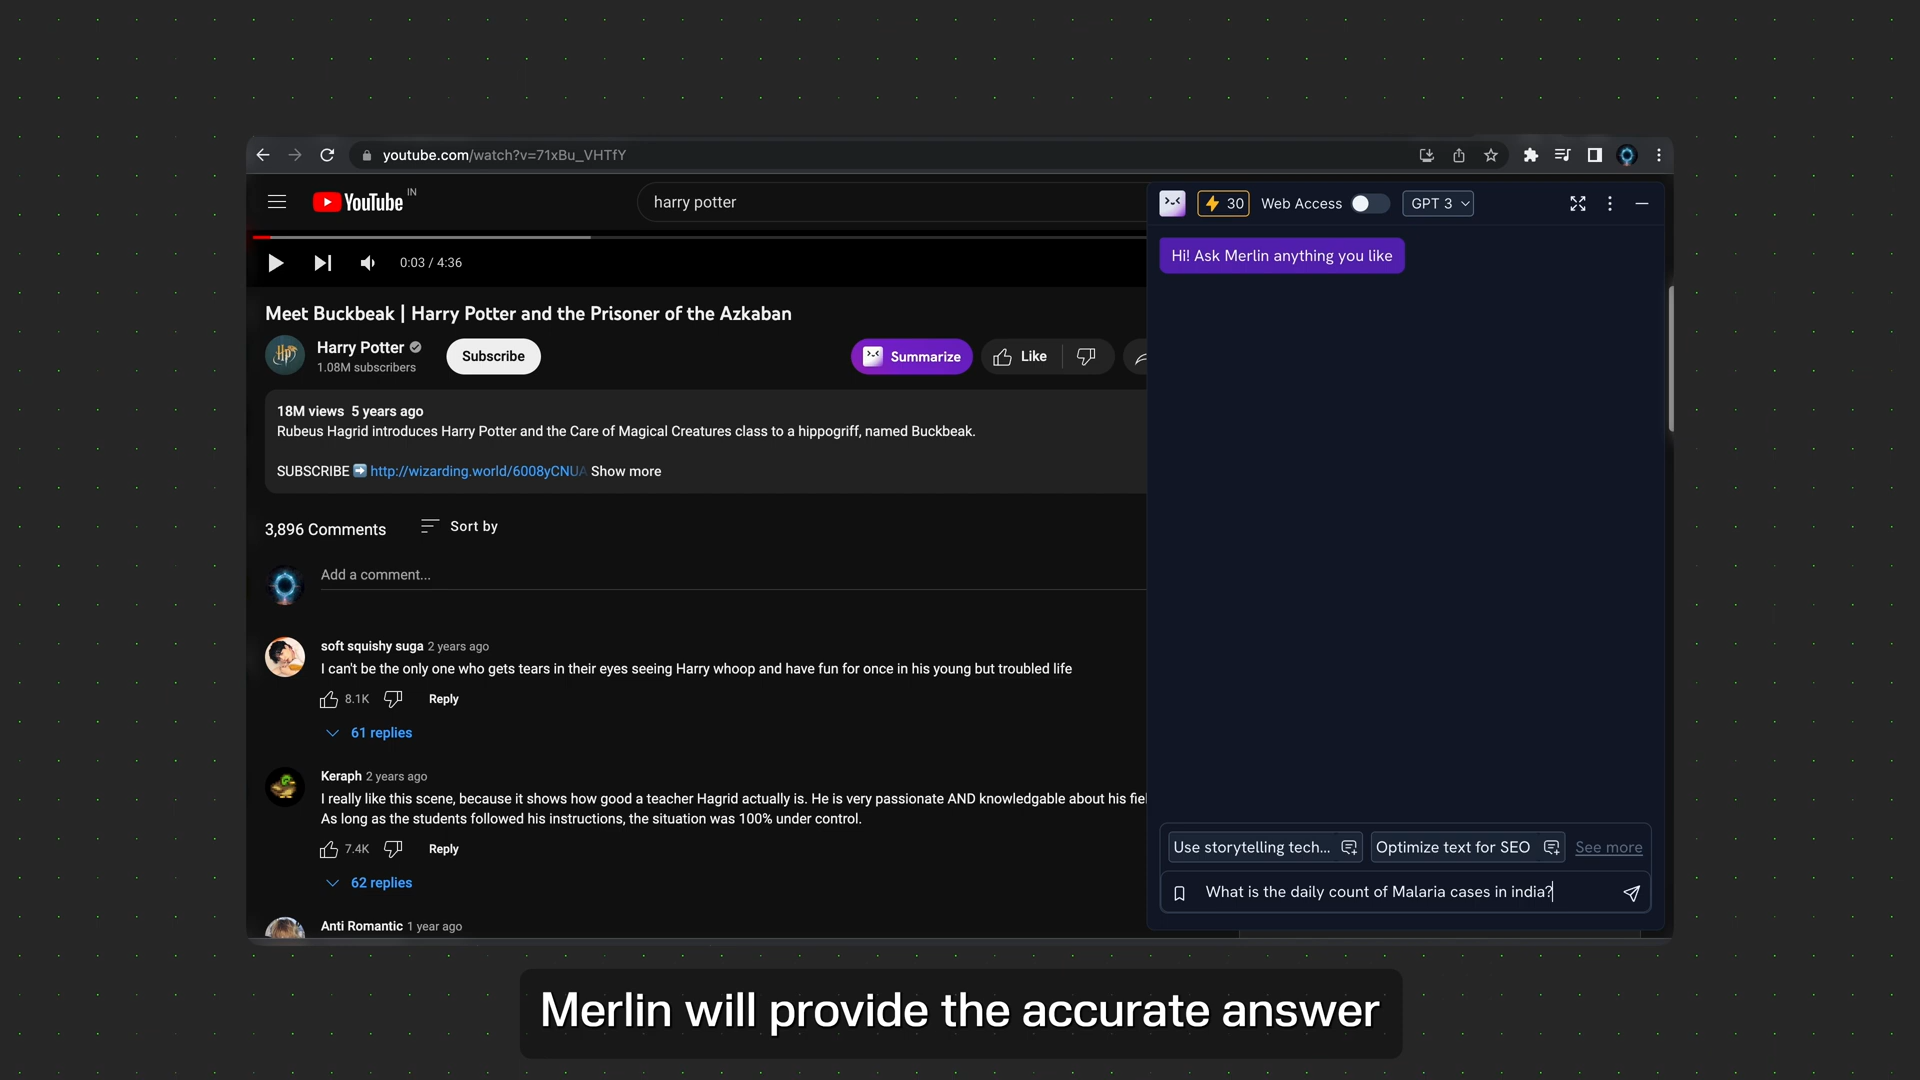 youtube.com/watch?v=71xBu_VHTfY
YouTube IN
harry potter
30 Web Access GPT 3
Hi! Ask Merlin anything you like
0:03 / 4:36
Meet Buckbeak | Harry Potter and the Prisoner of the Azkaban
Harry Potter
1.08M subscribers
Subscribe
Summarize
Like
18M views 5 years ago
Rubeus Hagrid introduces Harry Potter and the Care of Magical Creatures class to a hippogriff, named Buckbeak.
SUBSCRIBE ➡️ http://wizarding.world/6008yCNUA Show more
3,896 Comments
Sort by
Add a comment...
soft squishy suga 2 years ago
I can't be the only one who gets tears in their eyes seeing Harry whoop and have fun for once in his young but troubled life
8.1K Reply
61 replies
Keraph 2 years ago
I really like this scene, because it shows how good a teacher Hagrid actually is. He is very passionate AND knowledgable about his fiel
As long as the students followed his instructions, the situation was 100% under control.
7.4K Reply
62 replies
Anti Romantic 1 year ago
Use storytelling tech... Optimize text for SEO See more
What is the daily count of Malaria cases in india?
Merlin will provide the accurate answer